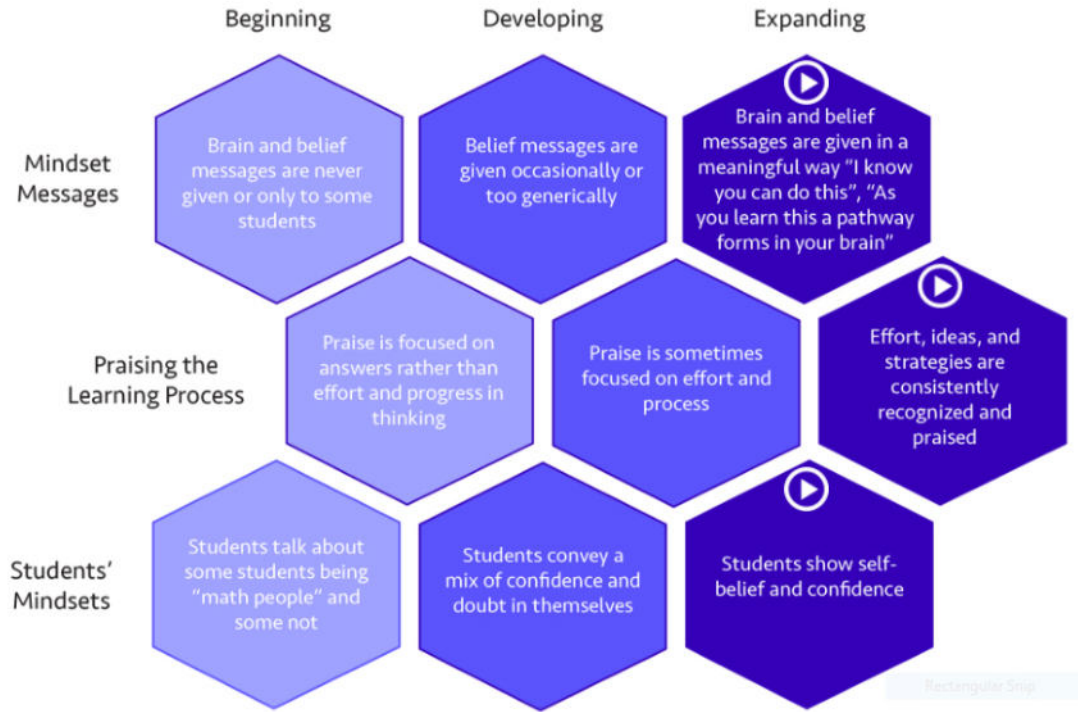 Beginning
Developing
Expanding
Mindset
Messages
Brain and belief
messages are never
given or only to some
students
Belief messages are
given occasionally or
too generically
Brain and belief
messages are given in a
meaningful way “I know
you can do this”, “As
you learn this a pathway
forms in your brain”
Praising the
Learning Process
Praise is focused on
answers rather than
effort and progress in
thinking
Praise is sometimes
focused on effort and
process
Effort, ideas, and
strategies are
consistently
recognized and
praised
Students’
Mindsets
Students talk about
some students being
“math people” and
some not
Students convey a
mix of confidence and
doubt in themselves
Students show self-
belief and confidence
Rectangular Snip